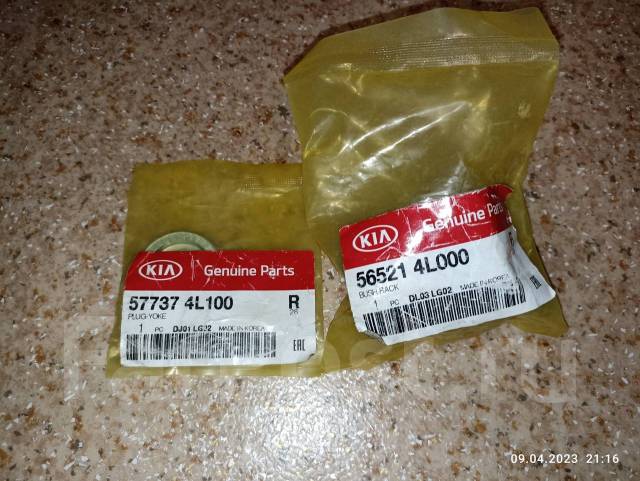 KIA Genuine Parts
57737 4L100 R
PLUG-YOKE 26
1 PC DJ01 LG02 MADE IN KOREA
EAC
KIA Genuine Parts
56521 4L000
BUSH RACK
1 PC DL03 LG02 MADE IN KOREA
09.04.2023 21:16